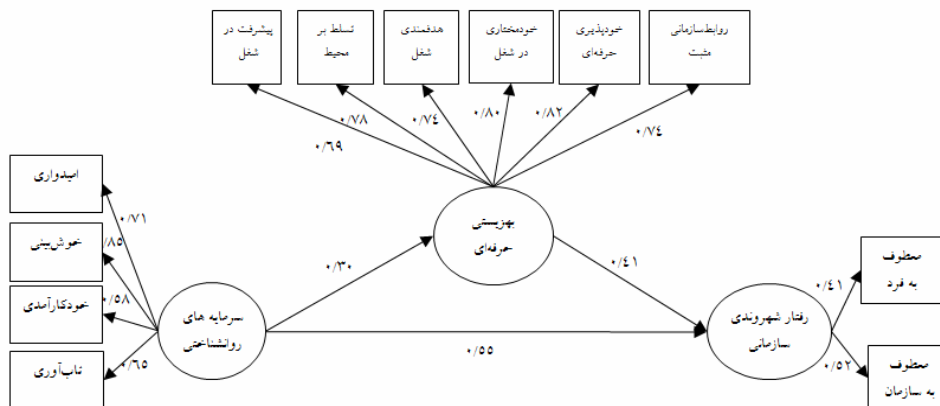 روابط‌سازمانی
مثبت
خودپذیری
حرفه‌ای
خودمختاری
در شغل
هدفمندی
شغل
تسلط بر
محیط
پیشرفت در
شغل
۰/۷۴
۰/۸۲
۰/۸۰
۰/۷۴
۰/۷۸
۰/۶۹
امیدواری
۰/۷۱
خوش‌بینی
۰/۸۵
خودکارآمدی
۰/۵۸
تاب‌آوری
۰/۶۵
سرمایه های
روانشناختی
۰/۳۰
بهزیستی
حرفه‌ای
۰/۴۱
۰/۵۵
رفتار شهروندی
سازمانی
۰/۴۱
معطوف
به فرد
۰/۵۲
معطوف
به سازمان